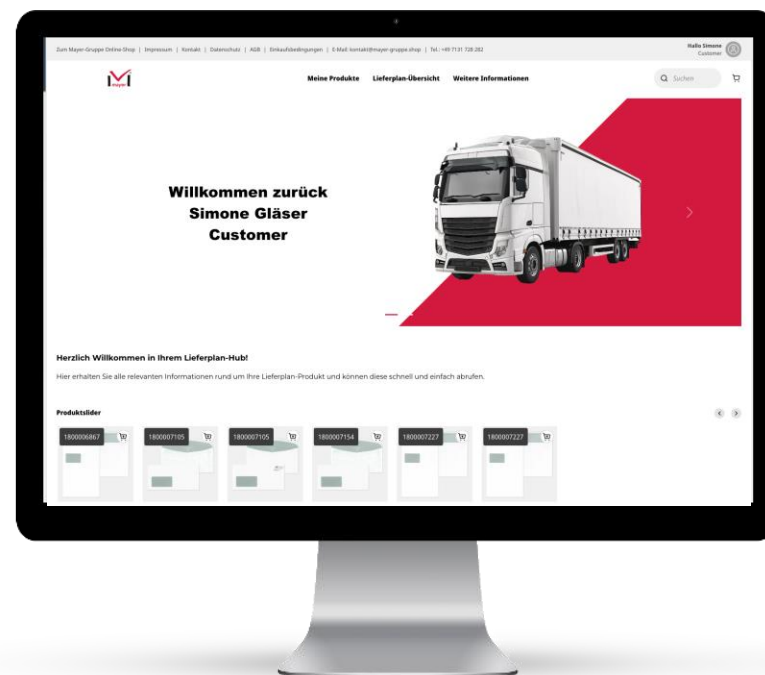 Zum Mayer-Gruppe Online-Shop | Impressum | Kontakt | Datenschutz | AGB | Einkaufsbedingungen | E-Mail: kontakt@mayer-gruppe.shop | Tel.: +49 7131 728 282
Hallo Simone
Customer
mayer
Meine Produkte Lieferplan-Übersicht Weitere Informationen
Suchen
Willkommen zurück
Simone Gläser
Customer
Herzlich Willkommen in Ihrem Lieferplan-Hub!
Hier erhalten Sie alle relevanten Informationen rund um Ihre Lieferplan-Produkt und können diese schnell und einfach abrufen.
Produktslider
1800006867 1800007105 1800007105 1800007154 1800007227 1800007227